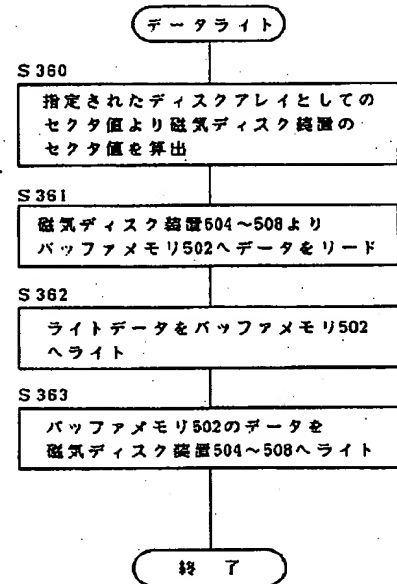 データライト
S360
指定されたディスクアレイとしての
セクタ値より磁気ディスク装置の
セクタ値を算出
S361
磁気ディスク装置504~508より
バッファメモリ502へデータをリード
S362
ライトデータをバッファメモリ502
へライト
S363
バッファメモリ502のデータを
磁気ディスク装置504~508へライト
終 了